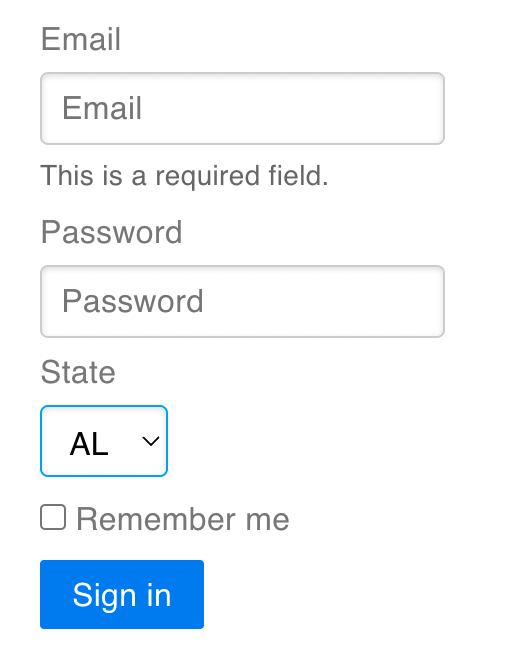 Email
Email
This is a required field.
Password
Password
State
AL
Remember me
Sign in